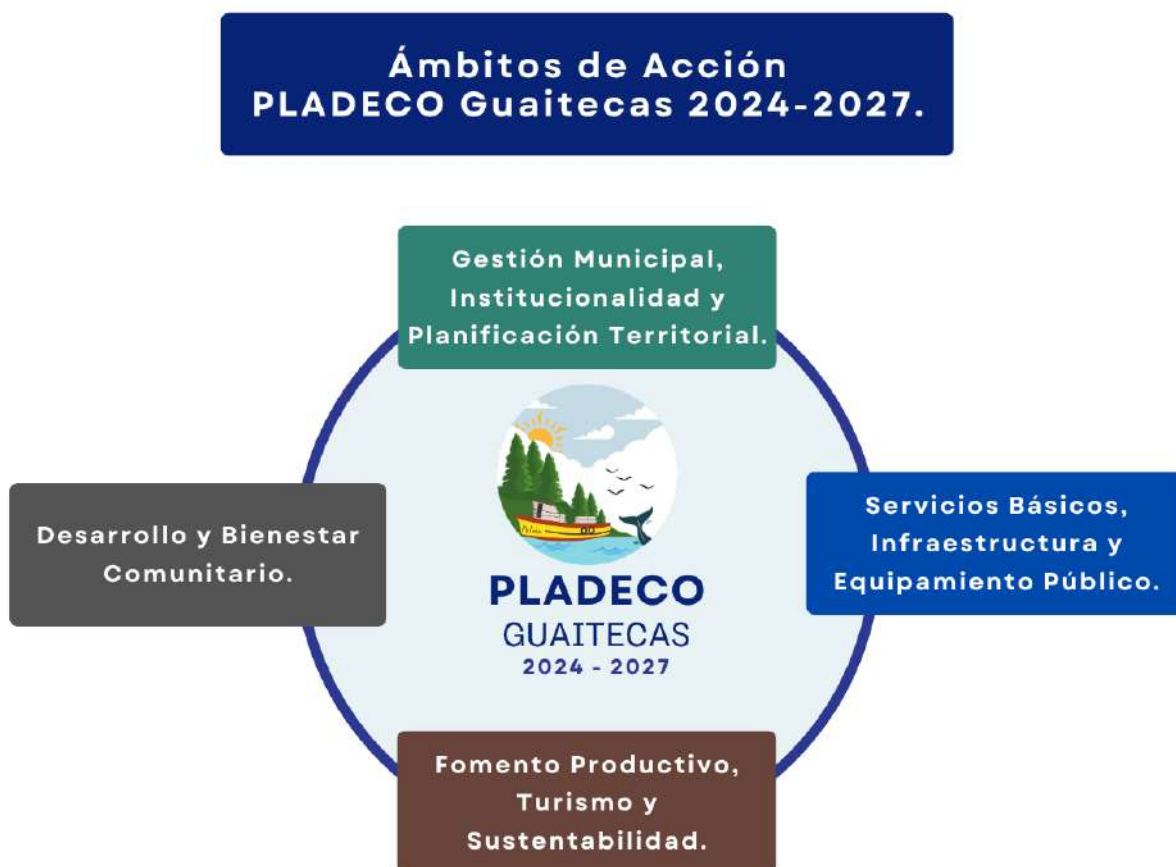 Ámbitos de Acción
PLADECO Guaitecas 2024-2027.
Gestión Municipal,
Institucionalidad y
Planificación Territorial.
Desarrollo y Bienestar
Comunitario.
Servicios Básicos,
Infraestructura y
Equipamiento Público.
PLADECO
GUAITECAS
2024 - 2027
Fomento Productivo,
Turismo y
Sustentabilidad.